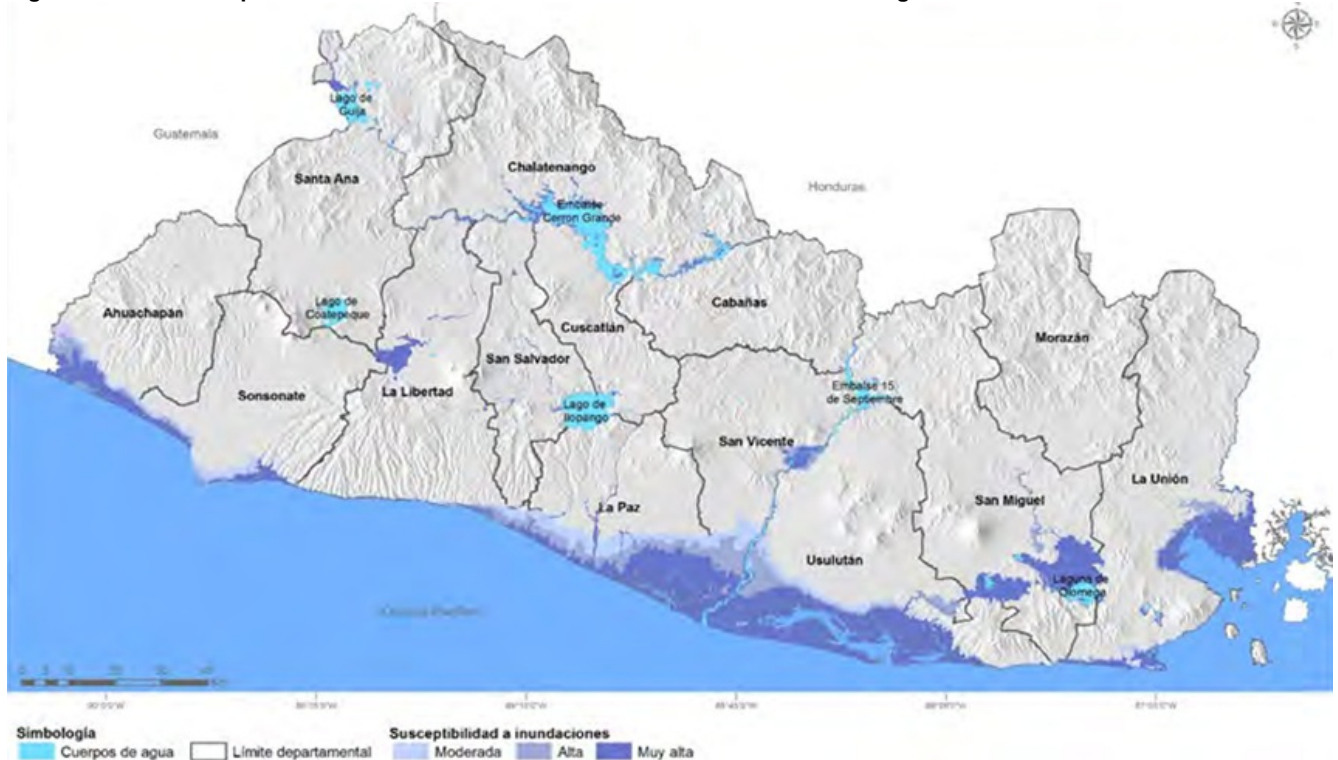 Lago de
Guija
Guatemala
Chalatenango
Santa Ana
Honduras
Embalse
Cerron Grande
Lago de
Coatepeque
Cabañas
Ahuachapán
Cuscatlán
Morazán
San Salvador
Sonsonate
La Libertad
Embalse 15
de Septiembre
Lago de
Ilopango
San Vicente
La Unión
San Miguel
La Paz
Usulután
Laguna de
Olomega
Simbología
Cuerpos de agua
Límite departamental
Susceptibilidad a inundaciones
Moderada
Alta
Muy alta